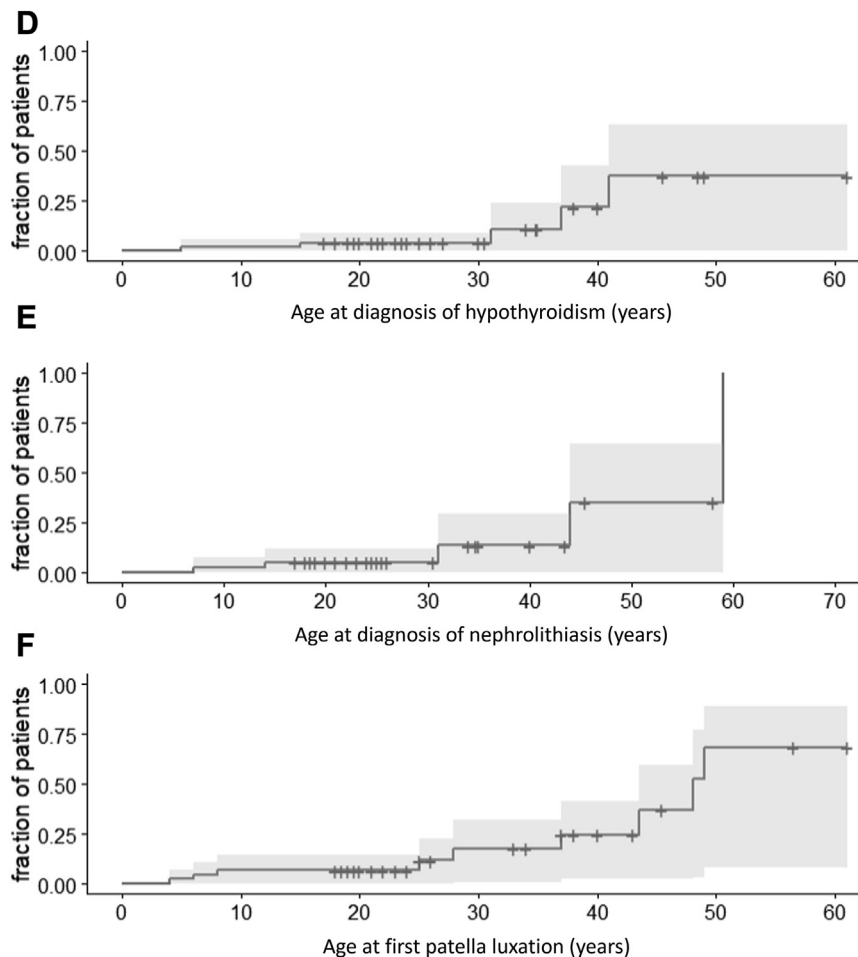 D
fraction of patients
1.00
0.75
0.50
0.25
0.00
0 10 20 30 40 50 60
Age at diagnosis of hypothyroidism (years)
E
fraction of patients
1.00
0.75
0.50
0.25
0.00
0 10 20 30 40 50 60 70
Age at diagnosis of nephrolithiasis (years)
F
fraction of patients
1.00
0.75
0.50
0.25
0.00
0 10 20 30 40 50 60
Age at first patella luxation (years)